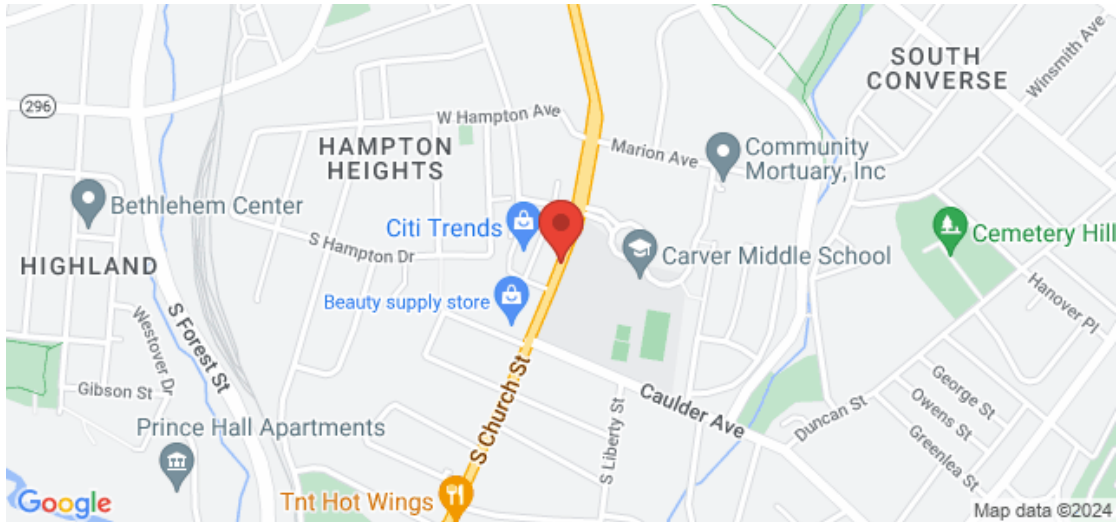 SOUTH
CONVERSE
Winsmith Ave
296
W Hampton Ave
HAMPTON
HEIGHTS
Marion Ave
Community
Mortuary, Inc
Bethlehem Center
Citi Trends
S Hampton Dr
Carver Middle School
Cemetery Hill
HIGHLAND
Beauty supply store
Hanover Pl
Westover Dr
S Forest St
Gibson St
S Church St
Caulder Ave
S Liberty St
Duncan St
George St
Owens St
Greenlea St
Prince Hall Apartments
Tnt Hot Wings
Google
Map data ©2024